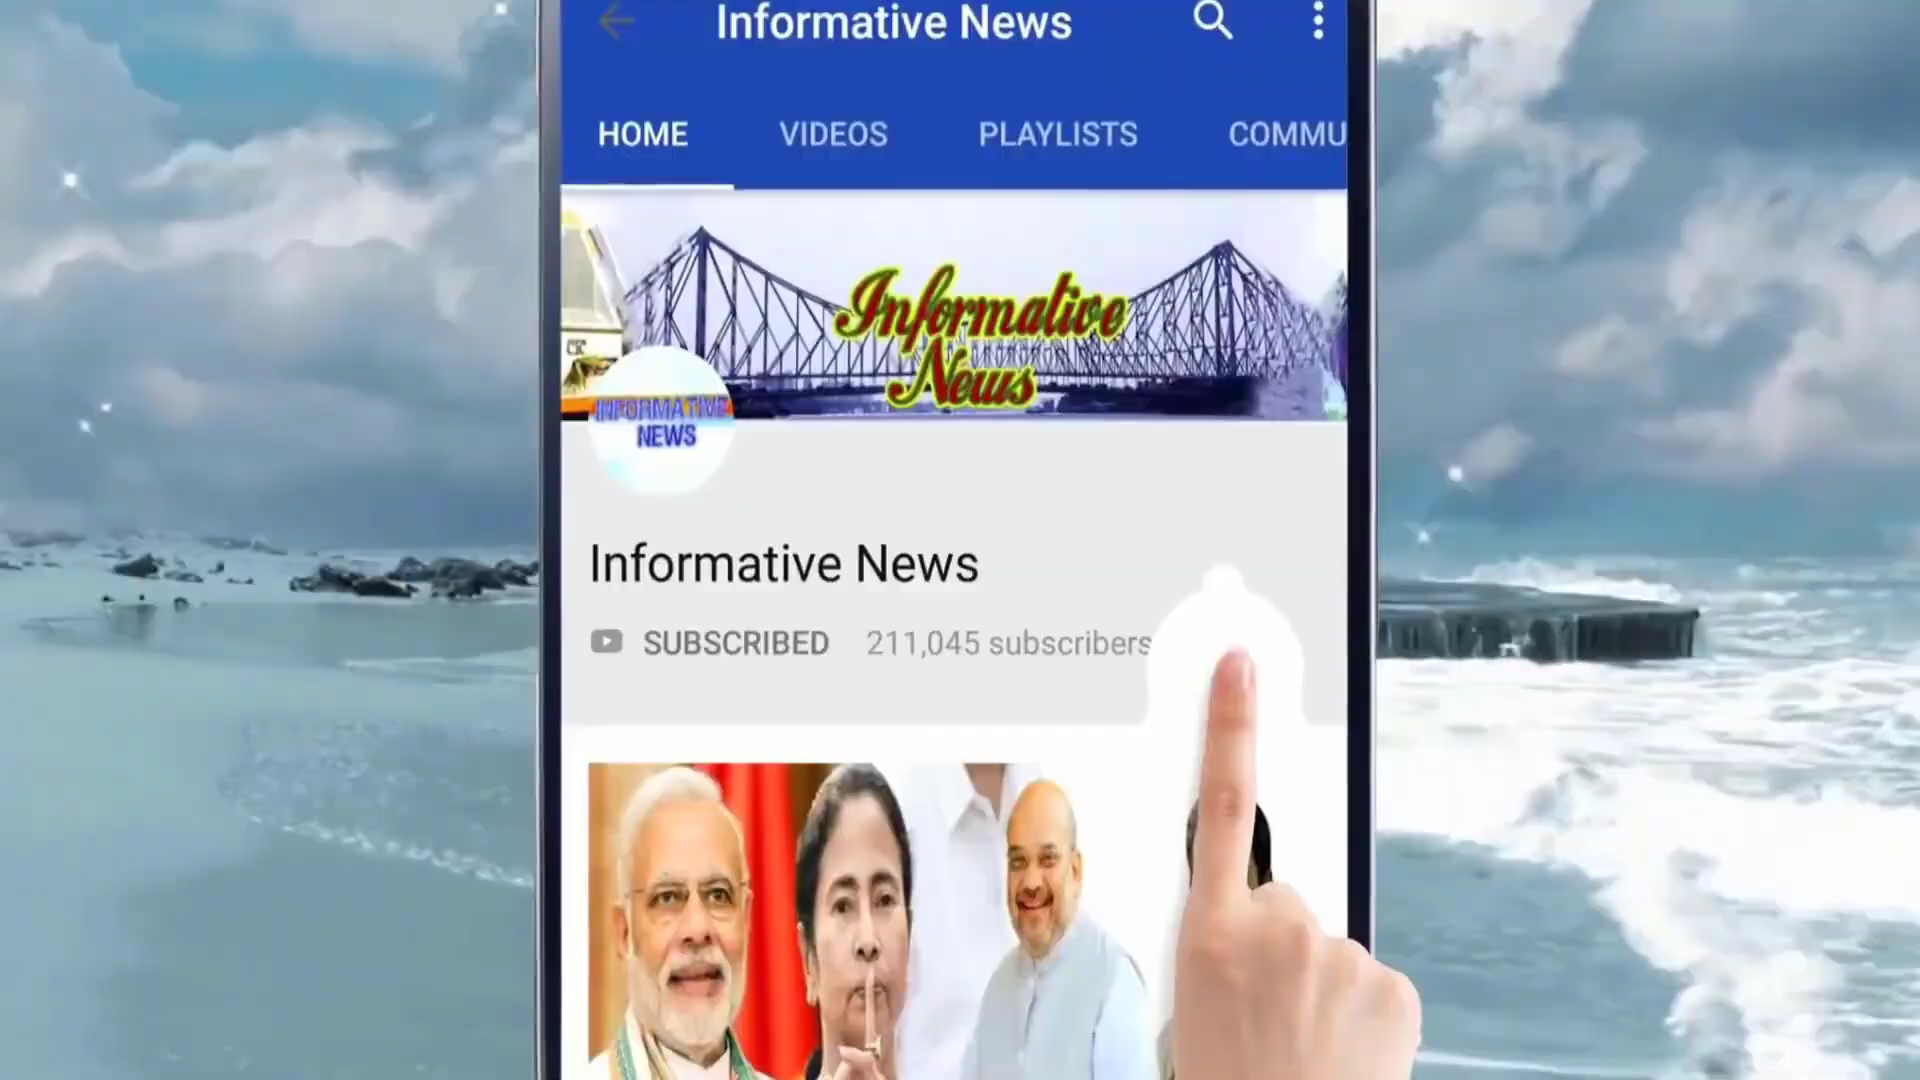 Informative News
HOME VIDEOS PLAYLISTS COMMU
Informative
News
INFORMATIVE
NEWS
Informative News
SUBSCRIBED 211,045 subscribers